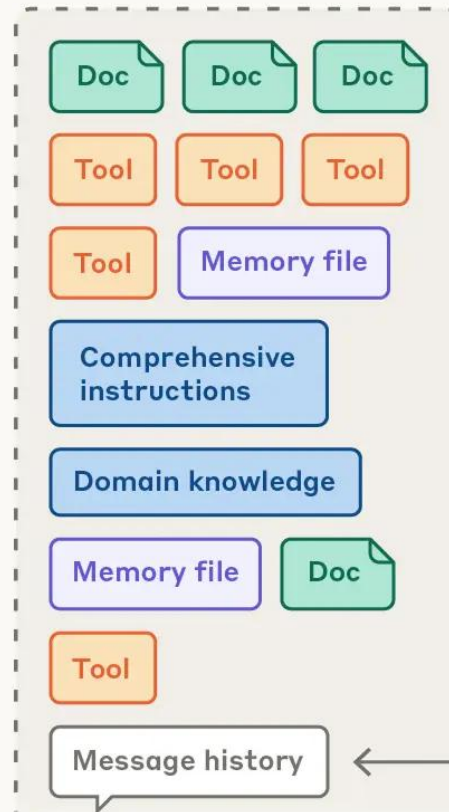 Doc Doc Doc
Tool Tool Tool
Tool Memory file
Comprehensive
instructions
Domain knowledge
Memory file Doc
Tool
Message history